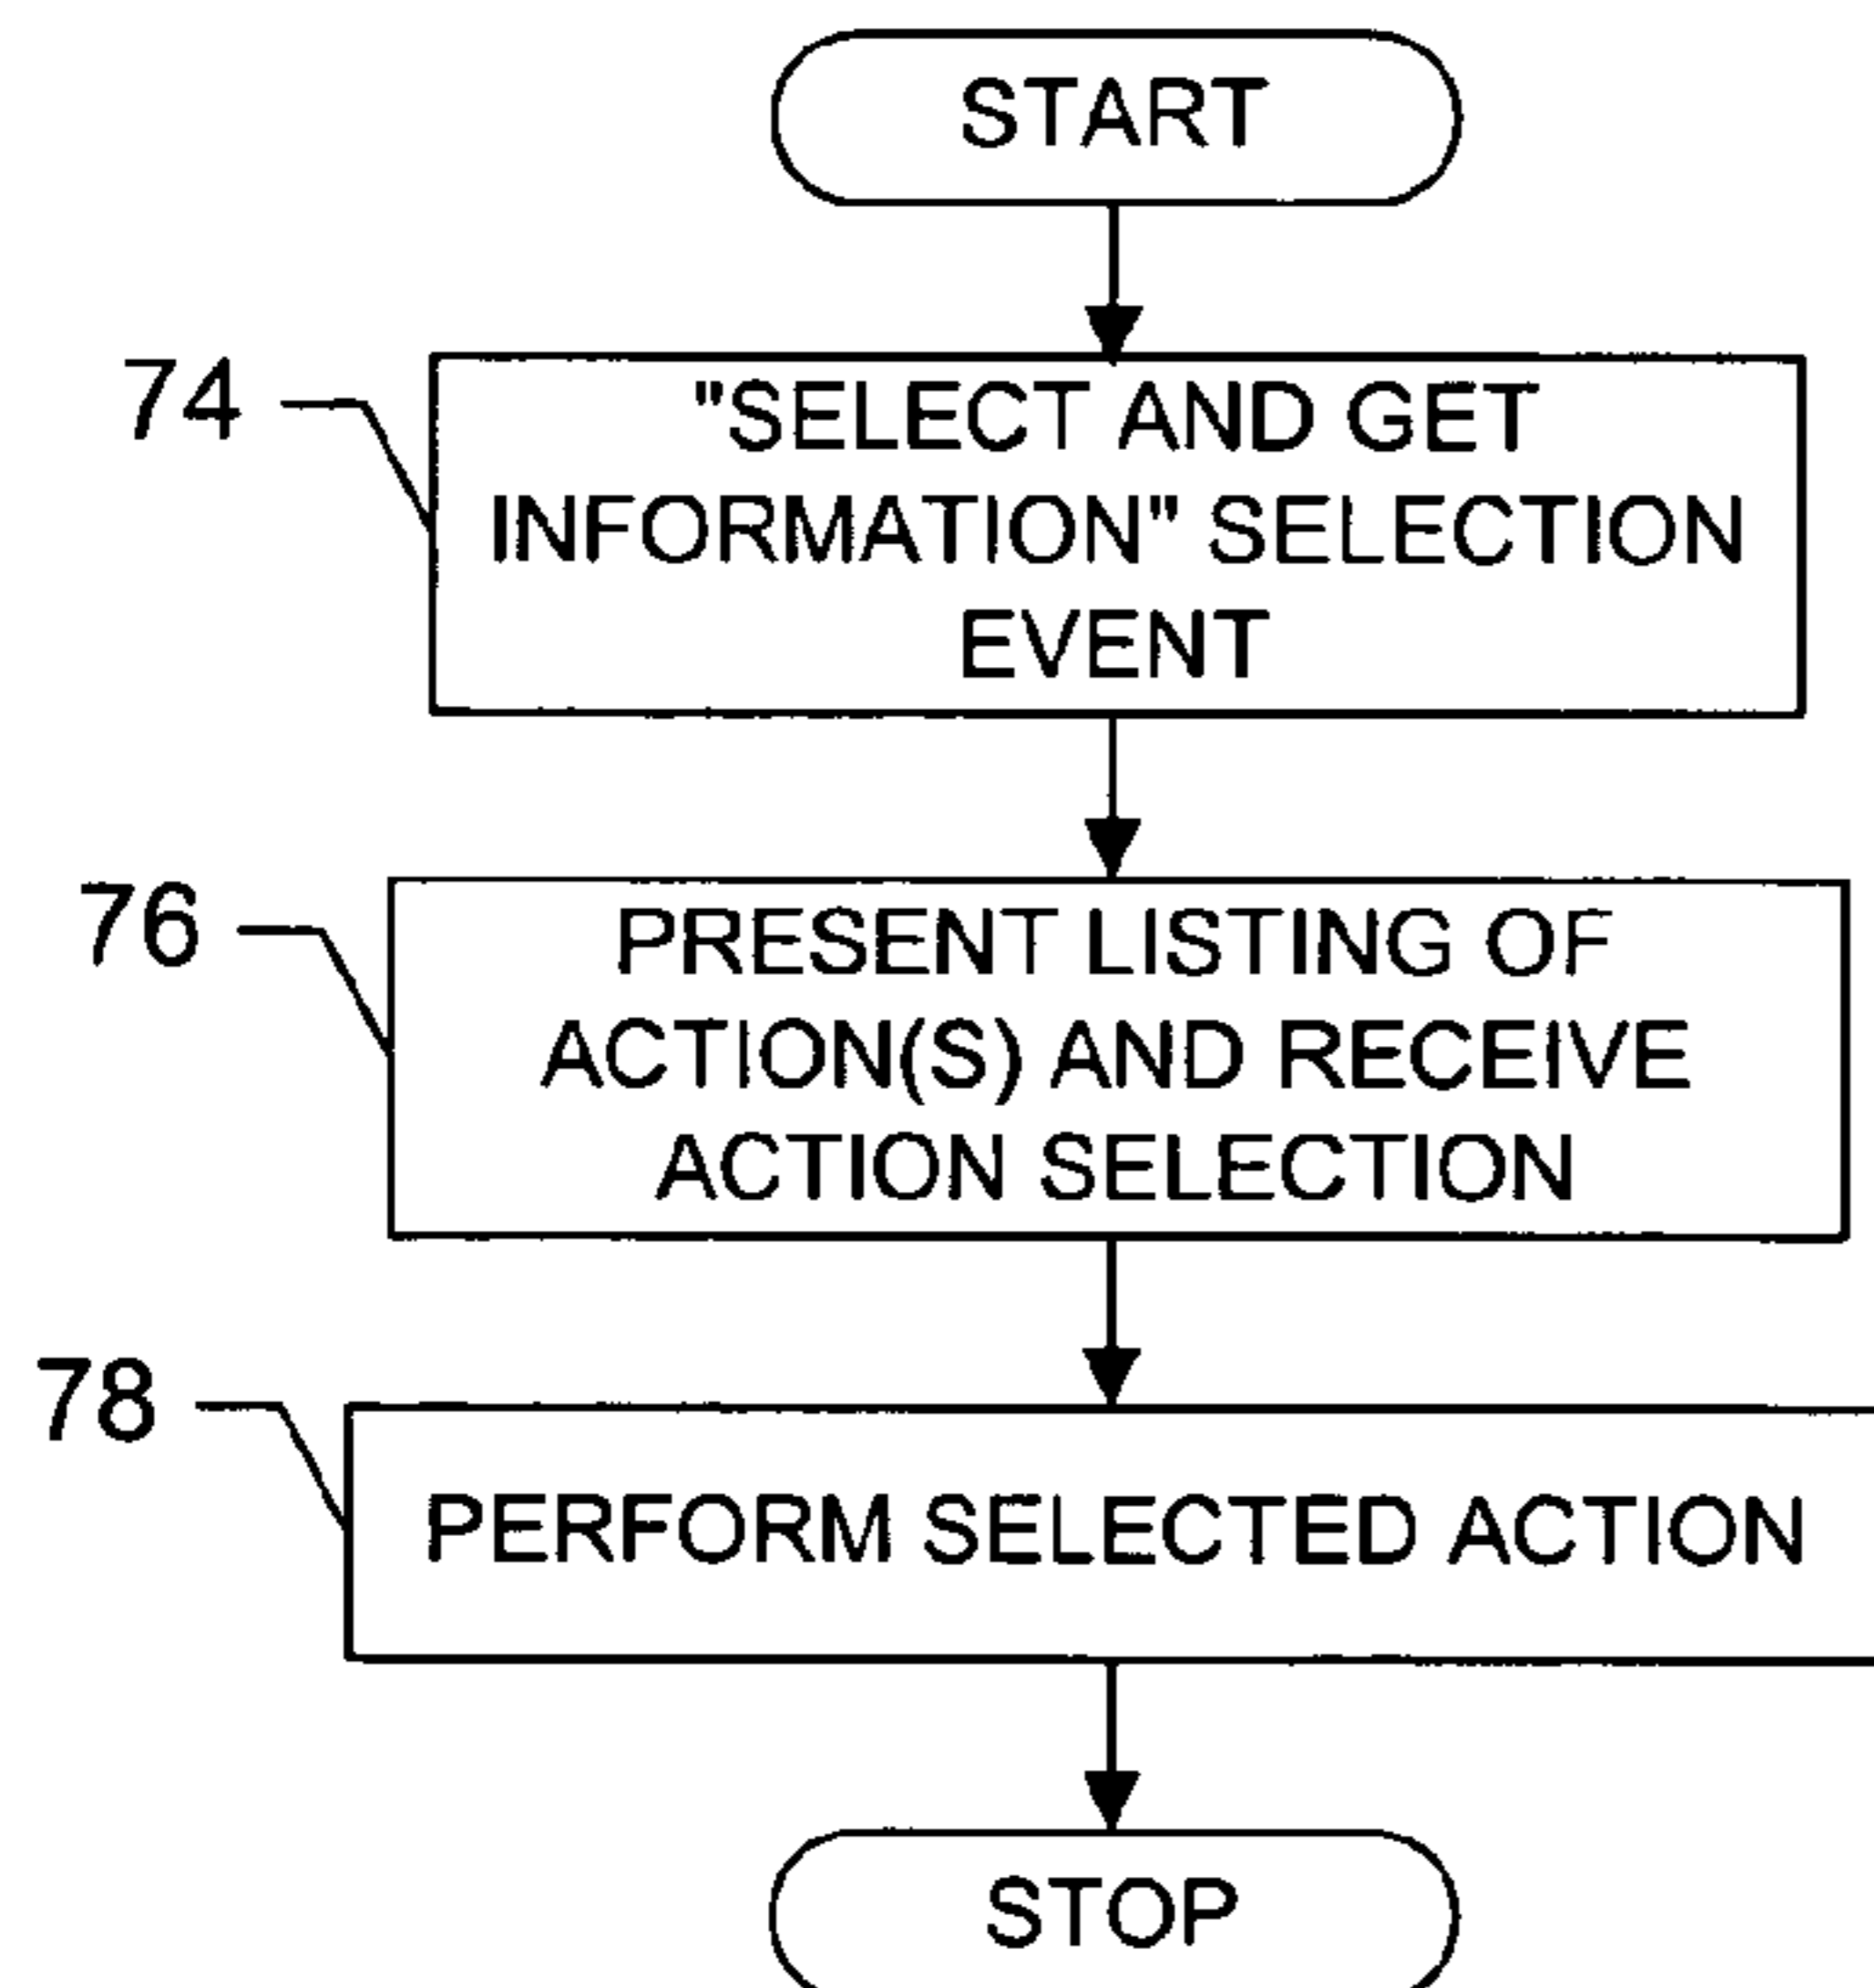 START
74
"SELECT AND GET
INFORMATION" SELECTION
EVENT
76
PRESENT LISTING OF
ACTION(S) AND RECEIVE
ACTION SELECTION
78
PERFORM SELECTED ACTION
STOP